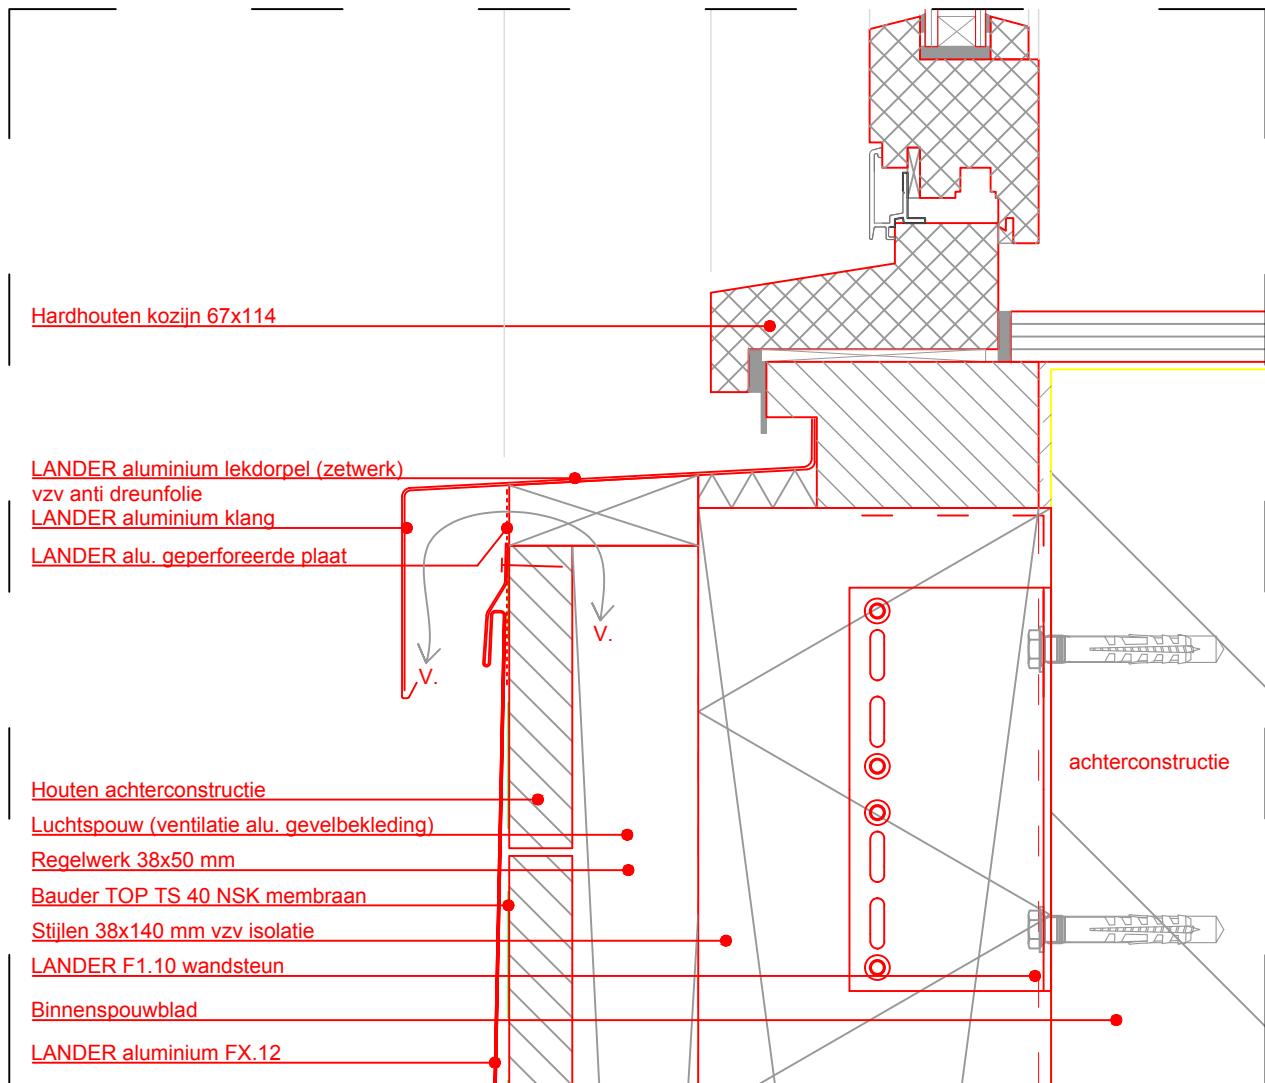 Hardhouten kozijn 67x114
LANDER aluminium lekdorpel (zetwerk)
vzv anti dreunfolie
LANDER aluminium klang
LANDER alu. geperforeerde plaat
V.
V.
achterconstructie
Houten achterconstructie
Luchtspouw (ventilatie alu. gevelbekleding)
Regelwerk 38x50 mm
Bauder TOP TS 40 NSK membraan
Stijlen 38x140 mm vzv isolatie
LANDER F1.10 wandsteun
Binnenspouwblad
LANDER aluminium FX.12